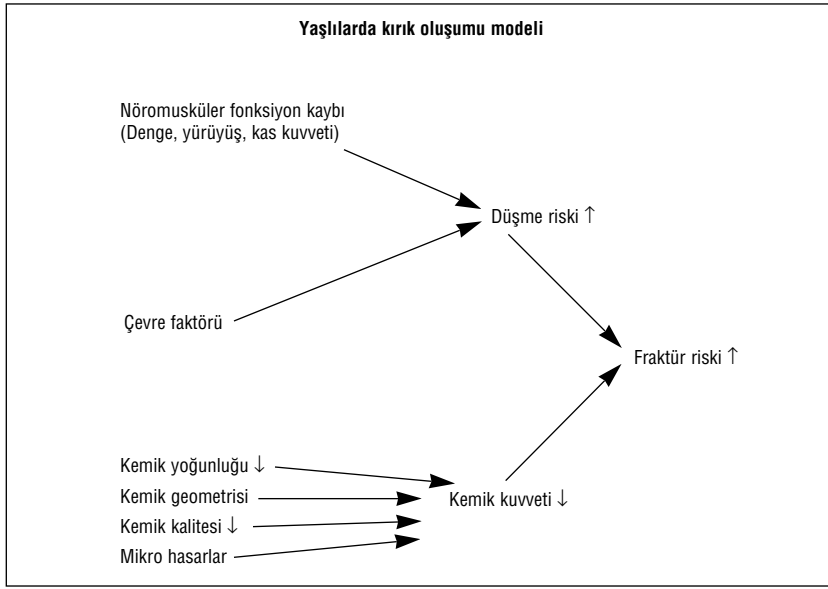 Yaşlılarda kırık oluşumu modeli
Nöromusküler fonksiyon kaybı
(Denge, yürüyüş, kas kuvveti)
Düşme riski ↑
Çevre faktörü
Fraktür riski ↑
Kemik yoğunluğu ↓
Kemik geometrisi
Kemik kuvveti ↓
Kemik kalitesi ↓
Mikro hasarlar